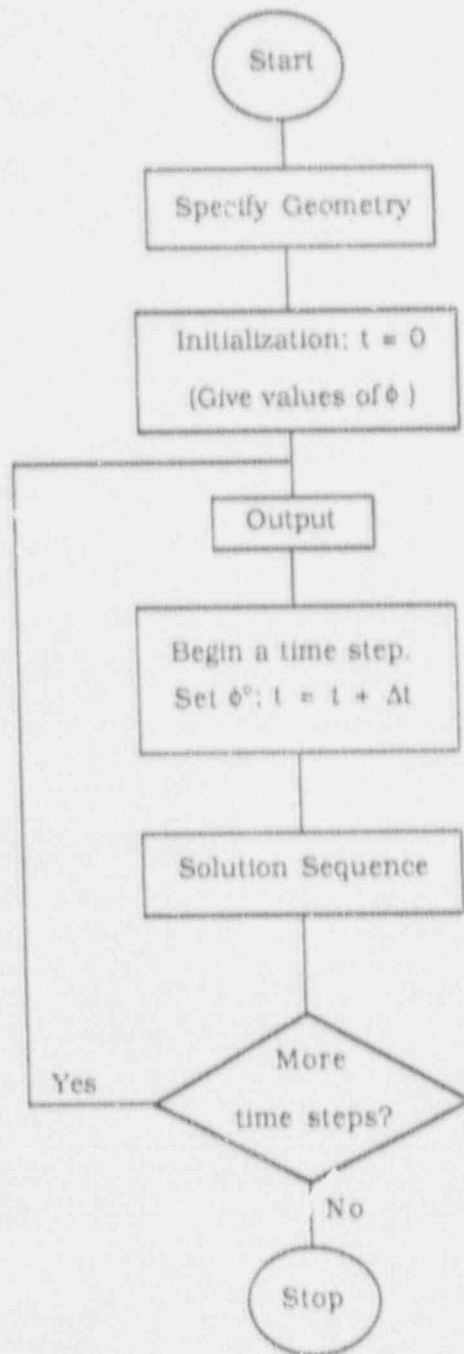 Start
Specify Geometry
Initialization: t = 0
(Give values of ϕ )
Output
Begin a time step.
Set ϕ°; t = t + Δt
Solution Sequence
More
time steps?
Yes
No
Stop